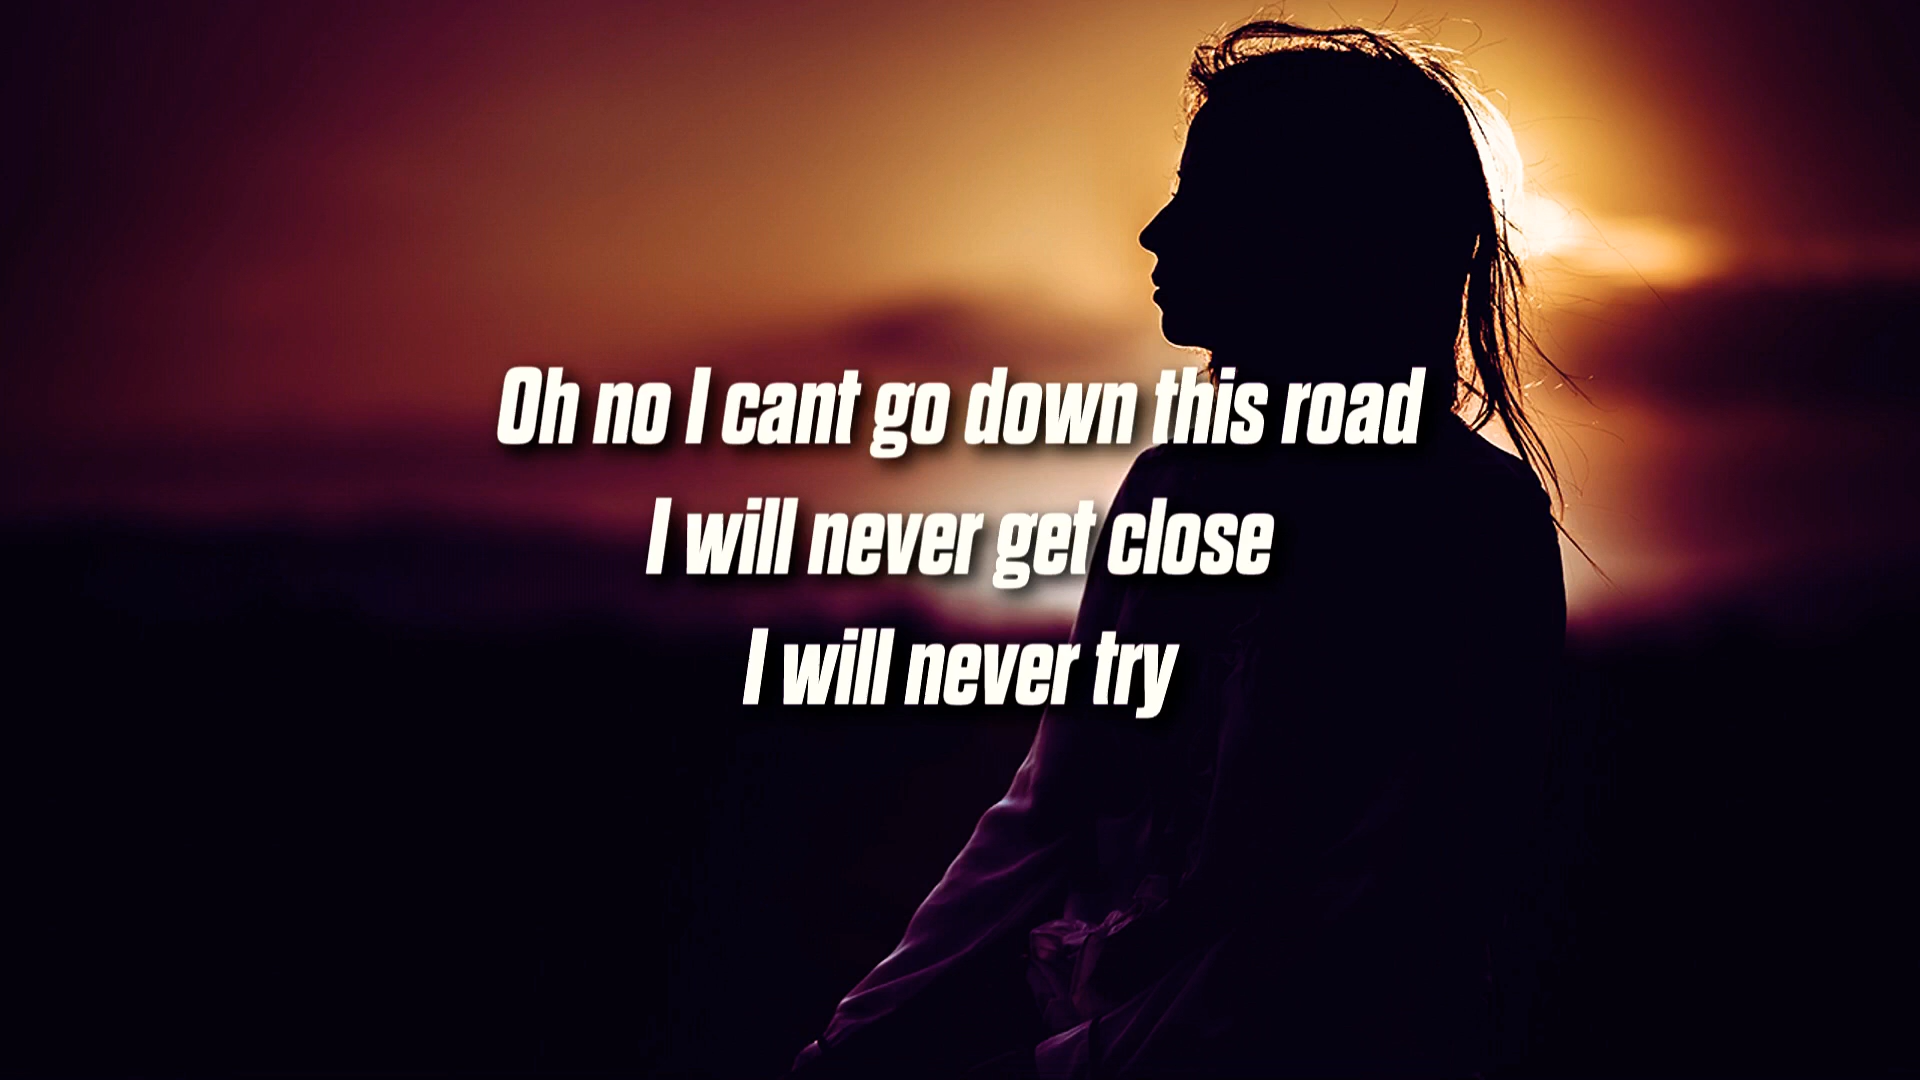 Oh no I cant go down this road
I will never get close
I will never try